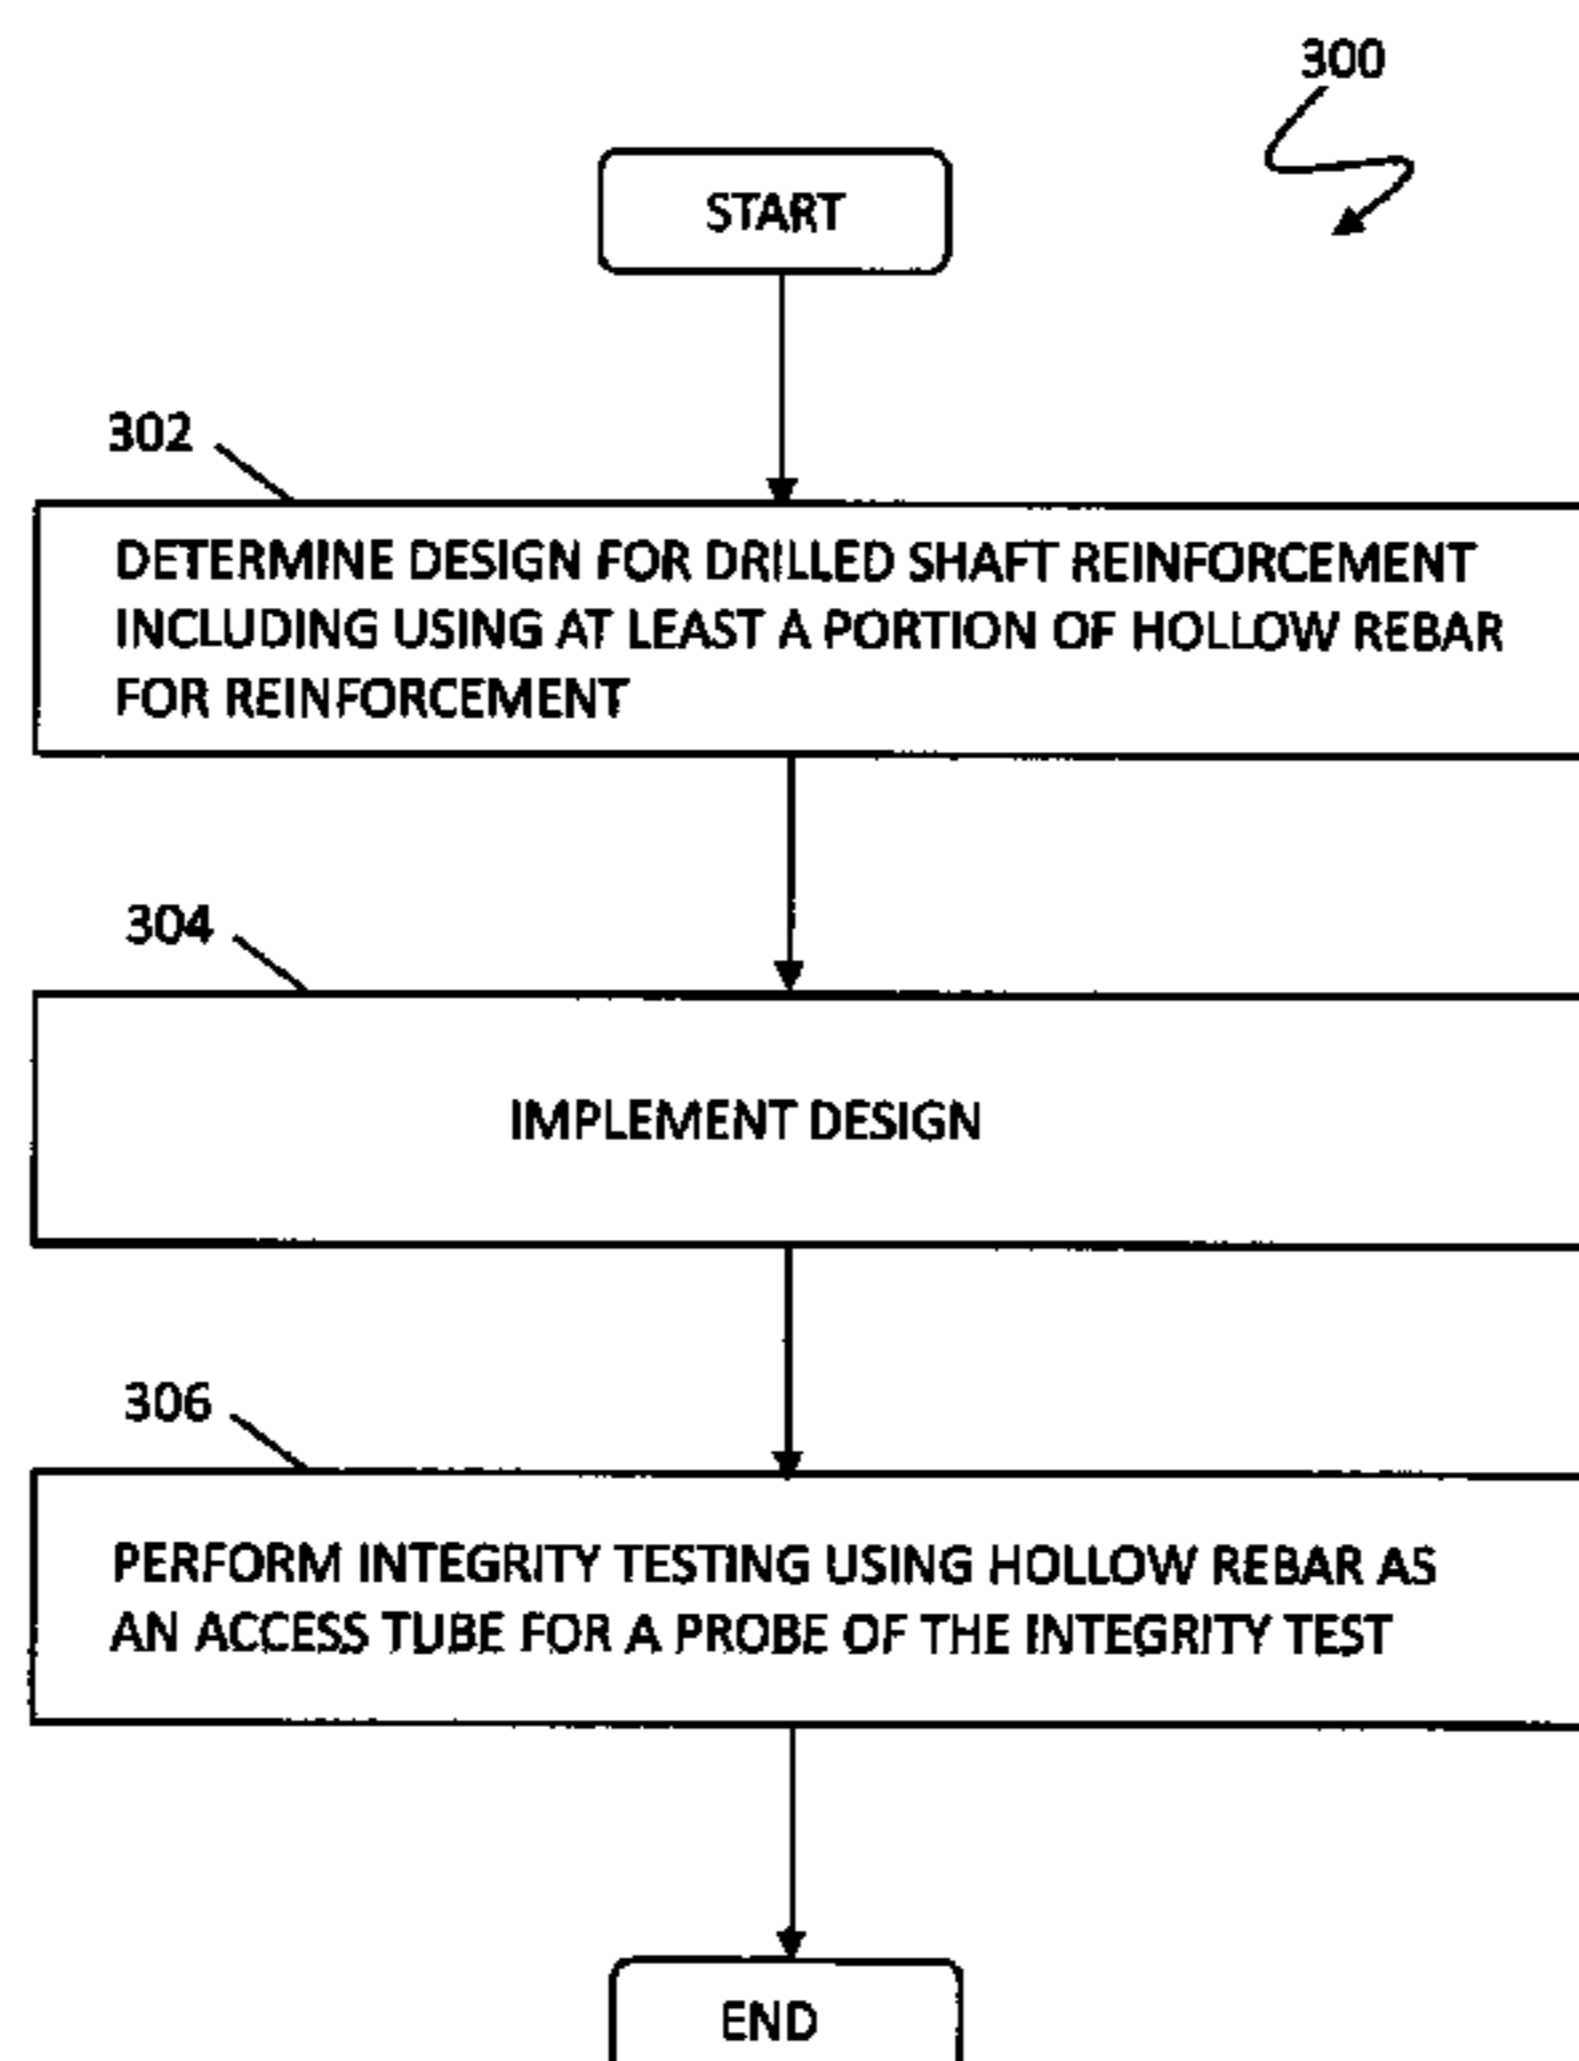 300
START
302
DETERMINE DESIGN FOR DRILLED SHAFT REINFORCEMENT
INCLUDING USING AT LEAST A PORTION OF HOLLOW REBAR
FOR REINFORCEMENT
304
IMPLEMENT DESIGN
306
PERFORM INTEGRITY TESTING USING HOLLOW REBAR AS
AN ACCESS TUBE FOR A PROBE OF THE INTEGRITY TEST
END